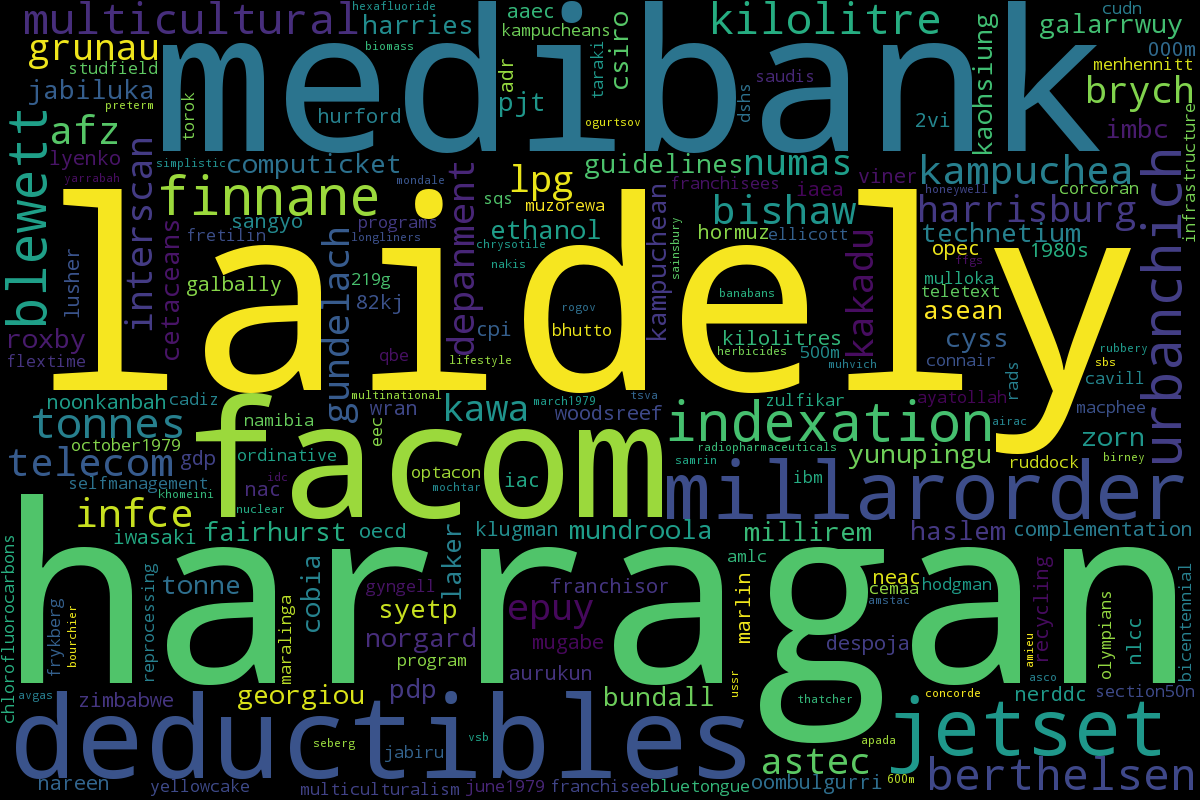 hexafluoride
multicultural
harries
aaec
kampucheans
csiro
kilolitre
cudn
galarrwuy
grunau
biomass
medibank
000m
menhennitt
studfield
jabiluka
preterm
torok
hurford
adr
pjt
taraki
saudis
dshs
2vi
kaohsiung
brych
imbc
infrastructure
ogurtsov
blewett
afz
lyenko
yarrabah
interscan
simplistic
computicket
mondale
guidelines
numas
viner
kampuchea
honeywell
corcoran
finnane
depanment
lpg
sqs
muzorewa
franchisees
iaea
bishaw
harrisburg
technetium
urbanchich
cetaceans
sangyo
fretilin
programs
longliners
ethanol
chrysotile
nakis
kampuchean
sainsbury
hormuz
ellicott
kakadu
opec
1980s
ffgs
mulloka
teletext
lusher
galbally
gundelach
219g
82kj
laidely
rogov
bhutto
banabans
asean
roxby
flextime
qbe
cpi
lifestyle
kilolitres
herbicides
500m
muhvich
connair
cyss
rads
rubbery
sbs
cavill
noonkanbah
cadiz
multinational
wran
kawa
march1979
tsva
woodsreef
zulfikar
ayatollah
macphee
airac
tonnes
october1979
namibia
eec
facom
indexation
radiopharmaceuticals
yunupingu
zorn
birney
telecom
gdp
ordinative
optacon
mochtar
iac
samrin
ibm
ruddock
selfmanagement
khomeini
nac
idc
nuclear
millarorder
infce
iwasaki
fairhurst
oecd
klugman
mundroola
millirem
haslem
complementation
chlorofluorocarbons
harragan
amlc
neac
cemaa
hodgman
amstac
frykberg
bourchier
reprocessing
tonne
maralinga
cobia
gyngell
syetp
laker
norgard
program
epuy
franchisor
mugabe
aurukun
marlin
despoja
amieu
recycling
asco
olympians
nlcc
bicentennial
avgas
zimbabwe
georgiou
pdp
bundall
ussr
thatcher
concorde
nerddc
section50n
deductibles
seberg
jabiru
vsb
apada
jetset
astec
nareen
yellowcake
multiculturalism
june1979
franchisee
bluetongue
oombulgurri
600m
berthelsen